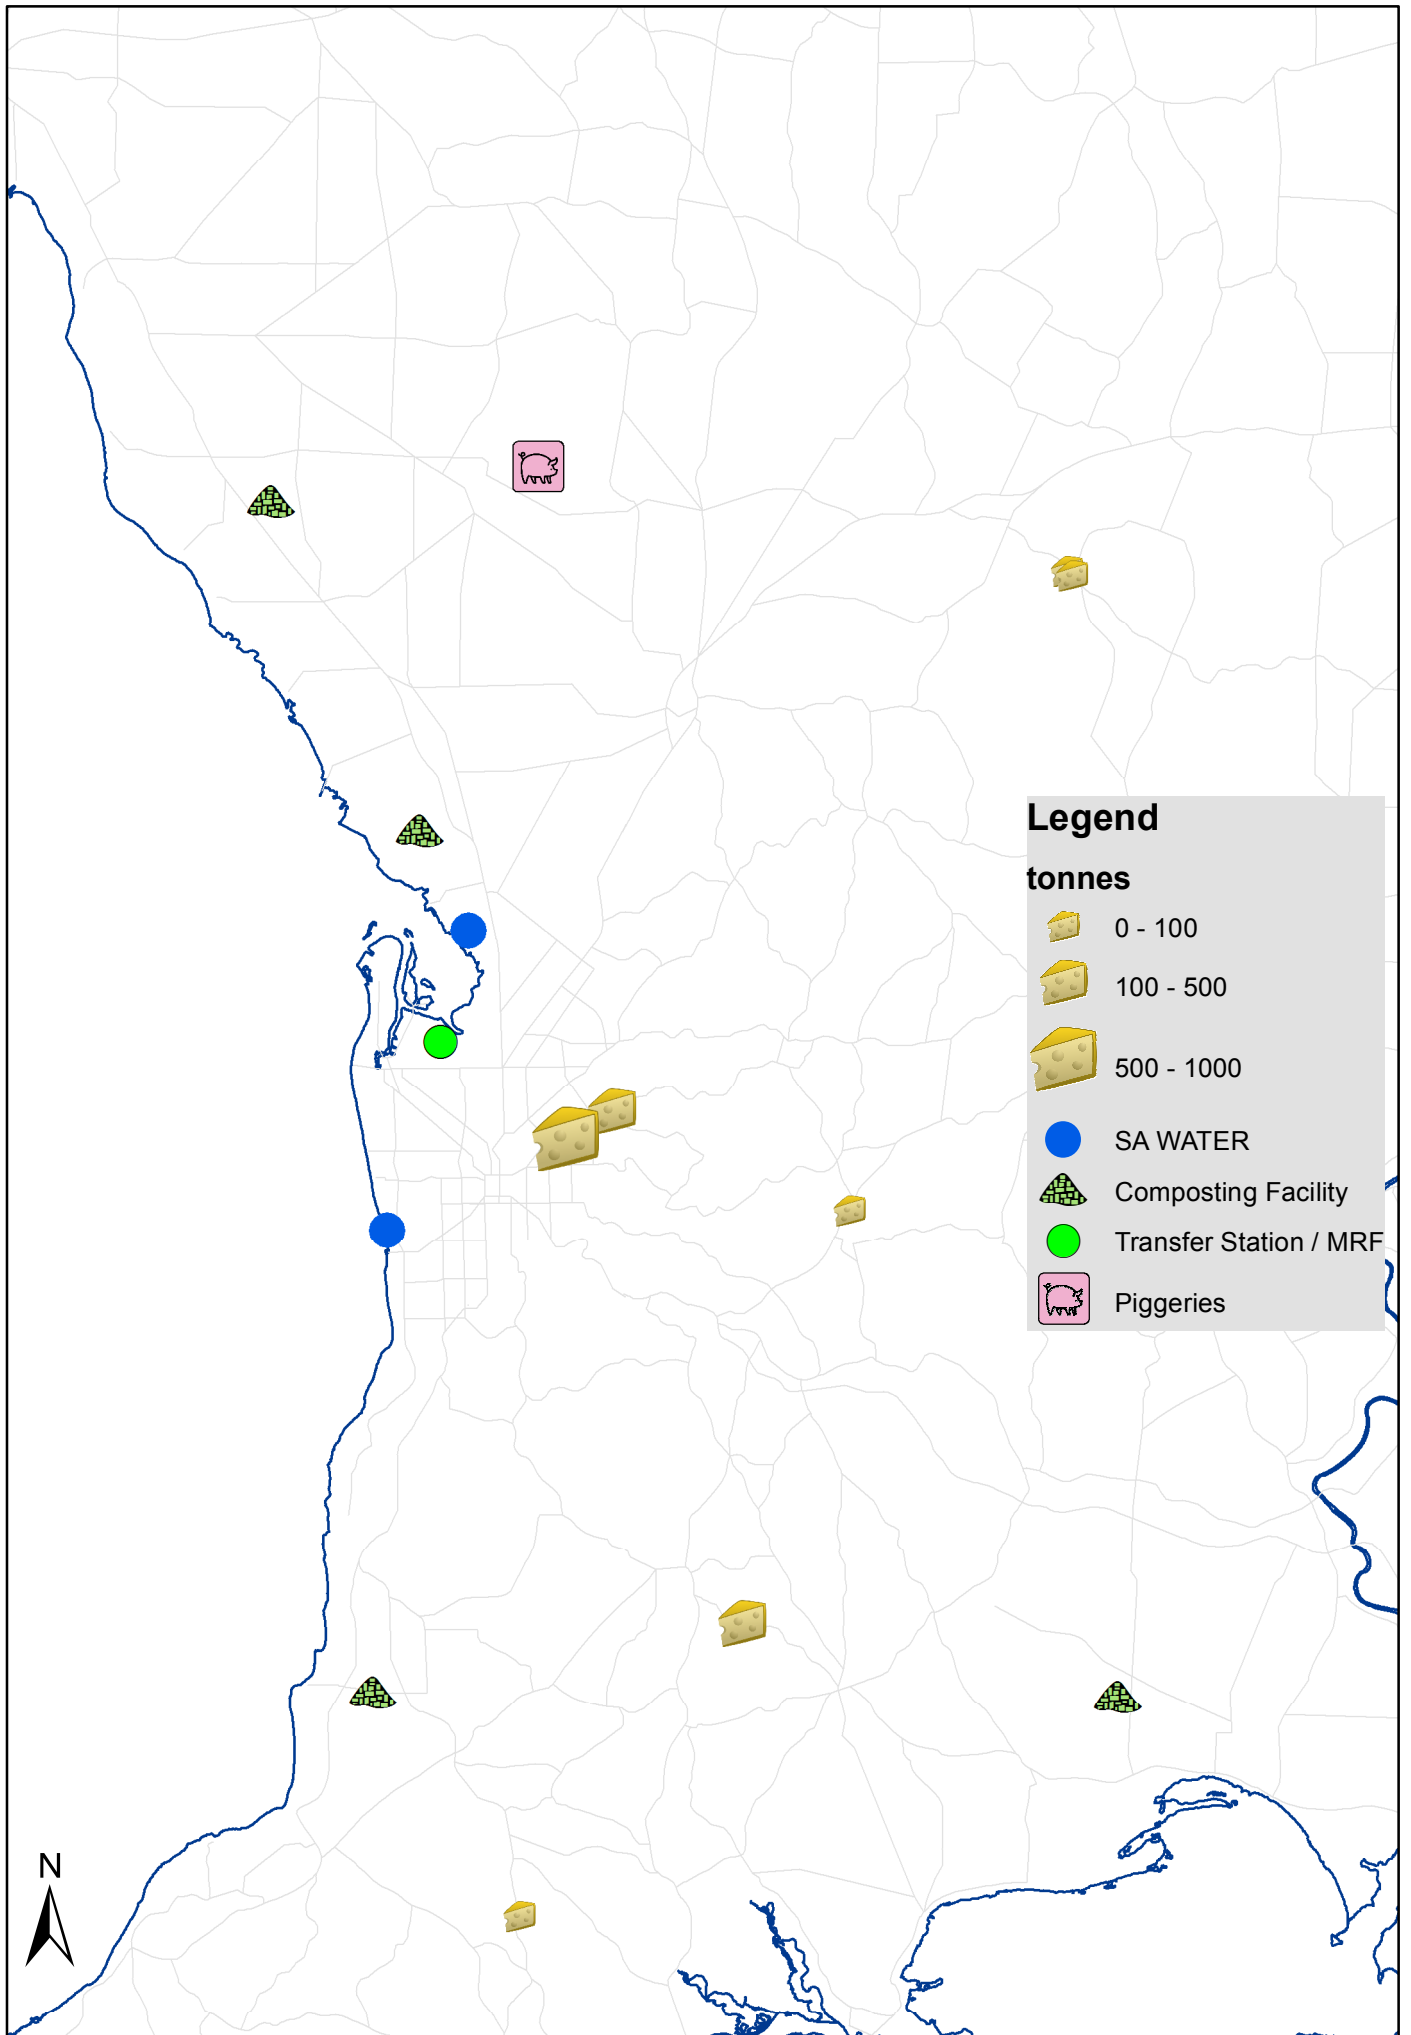 Legend
tonnes
0 - 100
100 - 500
500 - 1000
SA WATER
Composting Facility
Transfer Station / MRF
Piggeries
N